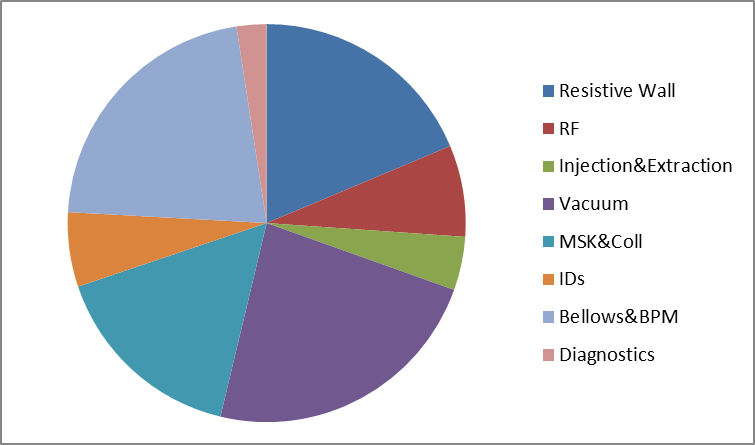 Resistive Wall
RF
Injection&Extraction
Vacuum
MSK&Coll
IDs
Bellows&BPM
Diagnostics